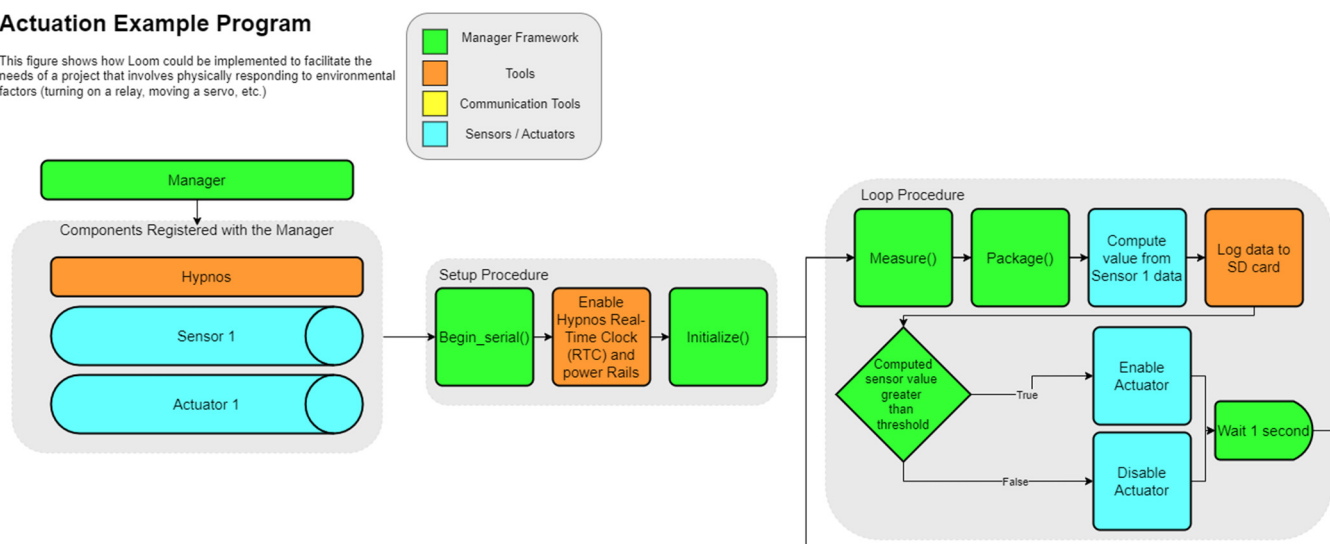 Actuation Example Program
This figure shows how Loom could be implemented to facilitate the
needs of a project that involves physically responding to environmental
factors (turning on a relay, moving a servo, etc.)
Manager Framework
Tools
Communication Tools
Sensors / Actuators
Manager
Components Registered with the Manager
Hypnos
Sensor 1
Actuator 1
Setup Procedure
Begin_serial()
Enable
Hypnos Real-
Time Clock
(RTC) and
power Rails
Initialize()
Loop Procedure
Measure()
Package()
Compute
value from
Sensor 1 data
Log data to
SD card
Computed
sensor value
greater
than
threshold
True
Enable
Actuator
False
Disable
Actuator
Wait 1 second